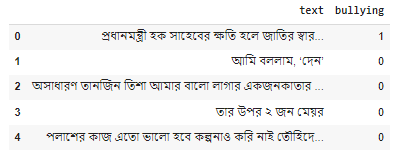 text bullying
0 প্রধানমন্ত্রী হক সাহেবের ক্ষতি হলে জাতির স্বার... 1
1 আমি বললাম, ‘দেন’ 0
2 অসাধারণ তানর্জিন তিশা আমার বালো লাগার একজনকাতার ... 0
3 তার উপর ২ জন মেয়র 0
4 পলাশের কাজ এতো ভালো হবে কল্পনাও করি নাই তৌহিদে... 0